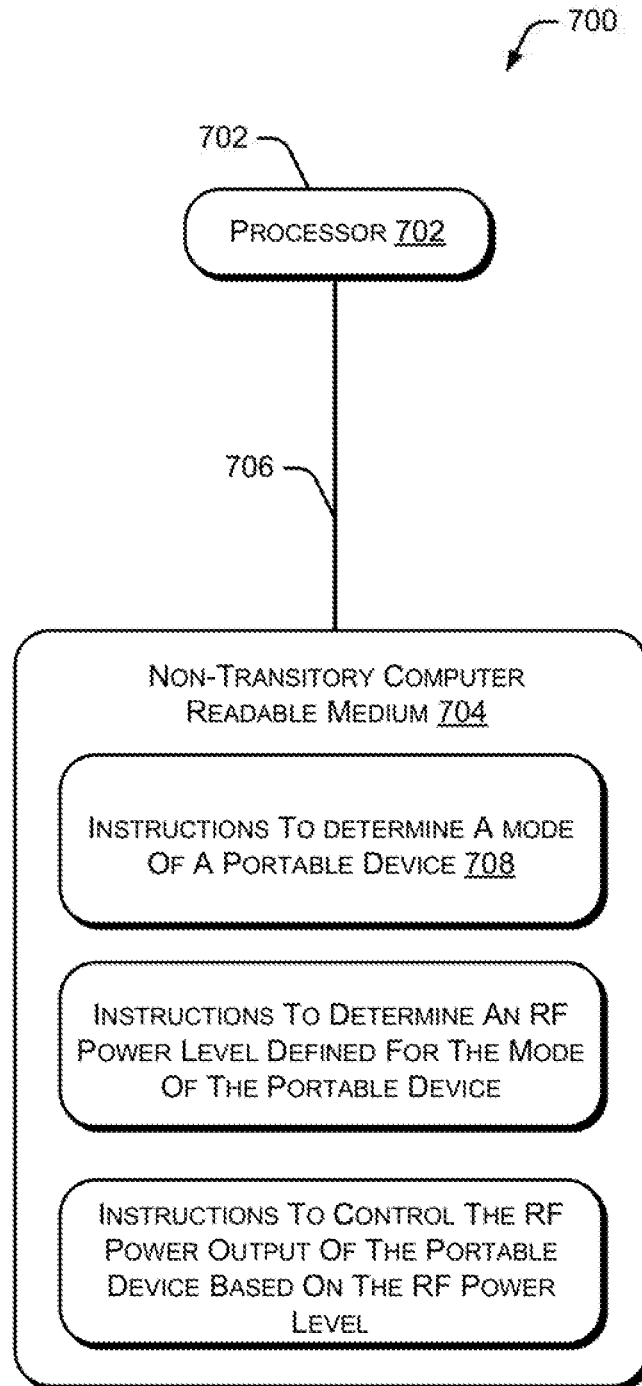 700
702
PROCESSOR 702
706
NON-TRANSITORY COMPUTER
READABLE MEDIUM 704
INSTRUCTIONS TO DETERMINE A MODE
OF A PORTABLE DEVICE 708
INSTRUCTIONS TO DETERMINE AN RF
POWER LEVEL DEFINED FOR THE MODE
OF THE PORTABLE DEVICE
INSTRUCTIONS TO CONTROL THE RF
POWER OUTPUT OF THE PORTABLE
DEVICE BASED ON THE RF POWER
LEVEL